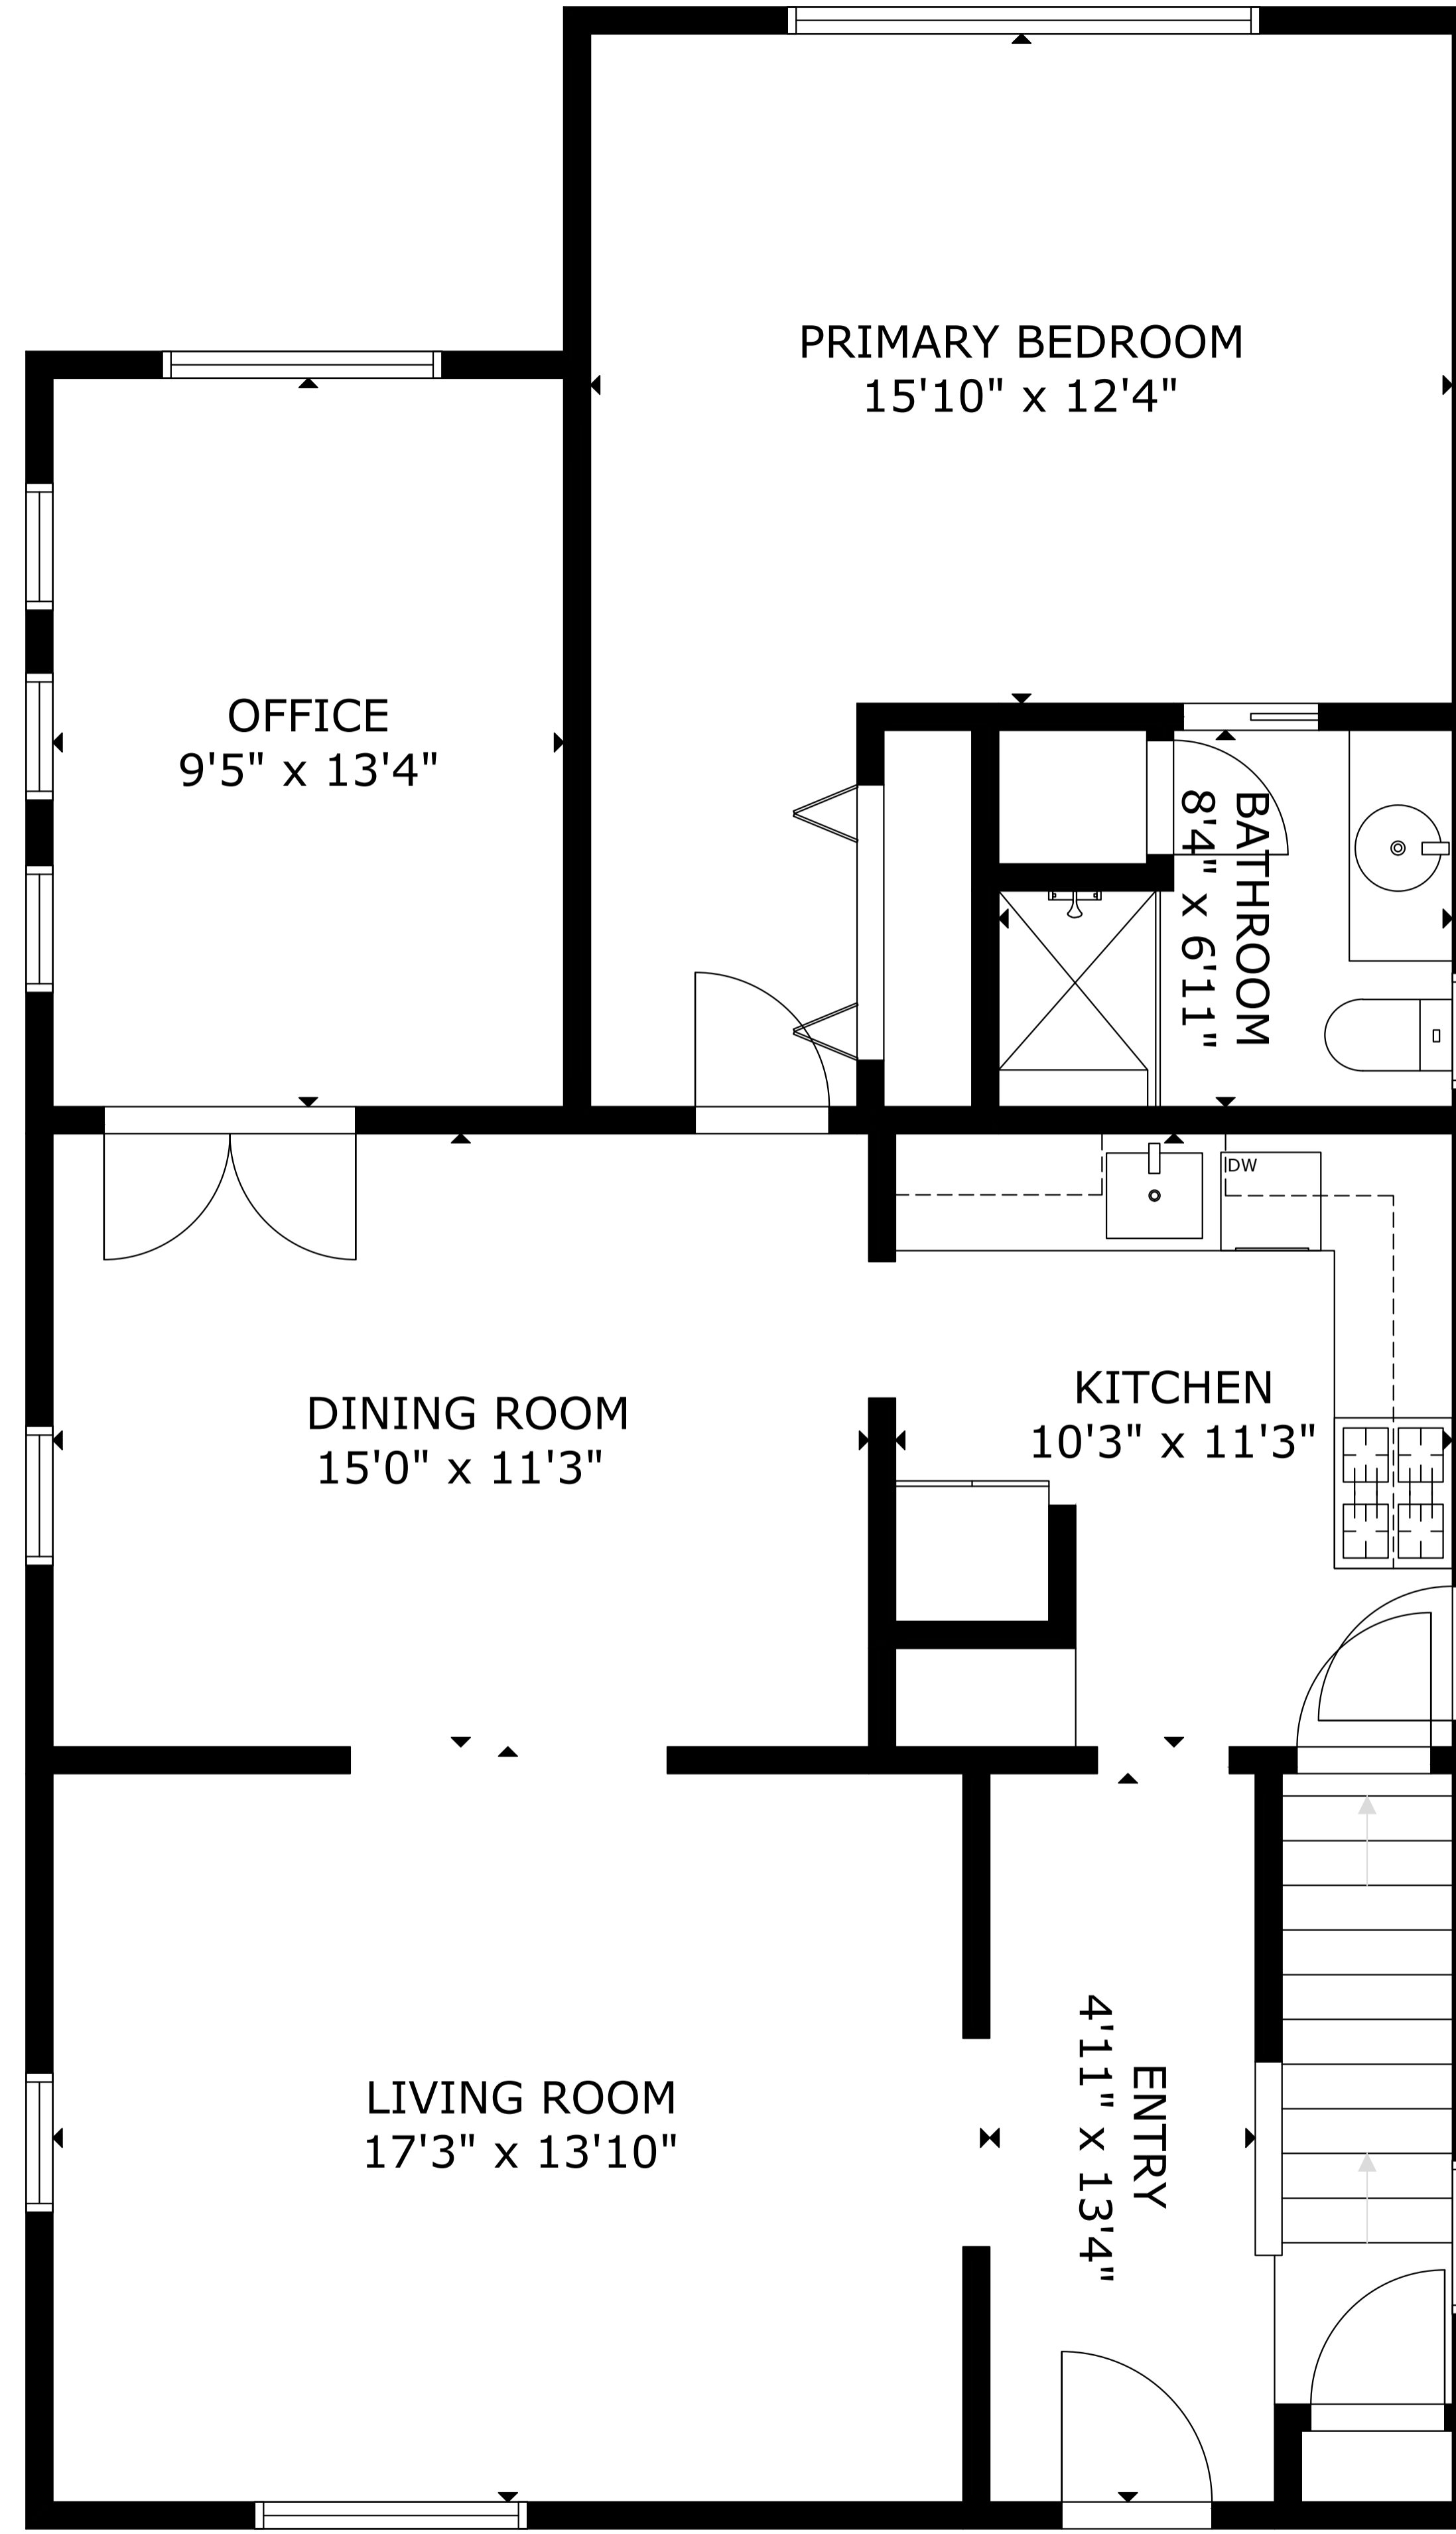 PRIMARY BEDROOM
15'10" x 12'4"
OFFICE
9'5" x 13'4"
BATHROOM
8'4" x 6'11"
DW
KITCHEN
10'3" x 11'3"
DINING ROOM
15'0" x 11'3"
LIVING ROOM
17'3" x 13'10"
ENTRY
4'11" x 13'4"